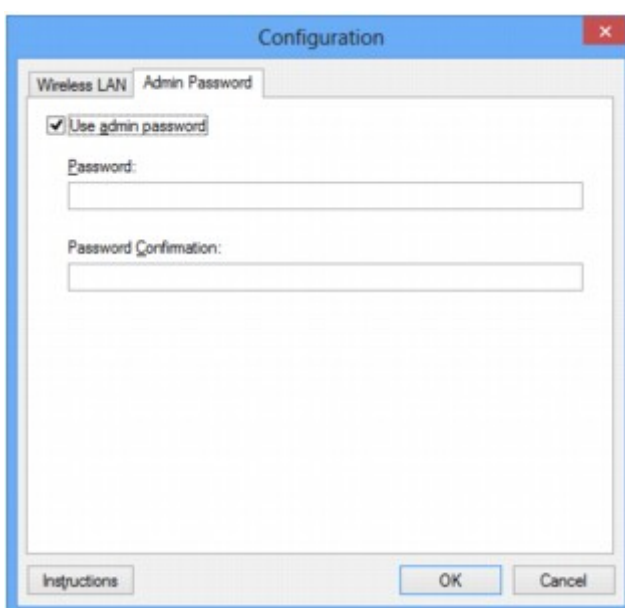 Configuration
Wireless LAN Admin Password
Use admin password
Password:
Password Confirmation:
Instructions OK Cancel